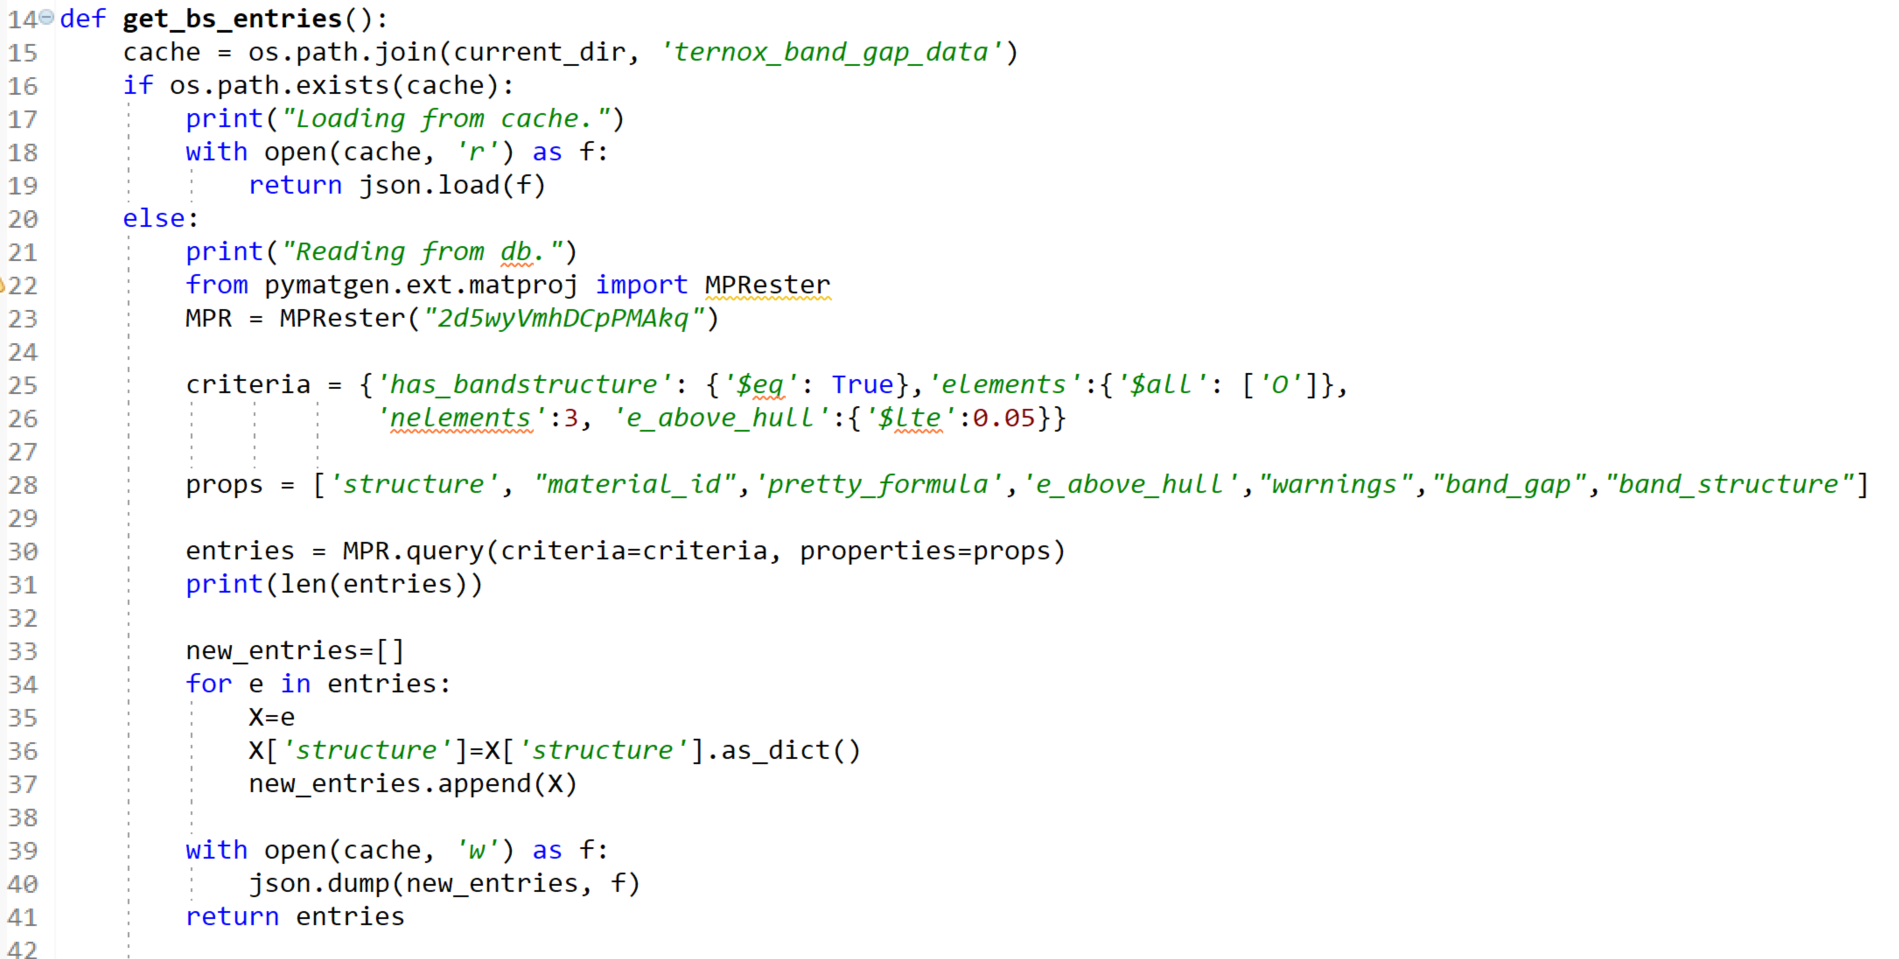 14 def get_bs_entries():
15     cache = os.path.join(current_dir, 'ternox_band_gap_data')
16     if os.path.exists(cache):
17         print("Loading from cache.")
18         with open(cache, 'r') as f:
19             return json.load(f)
20     else:
21         print("Reading from db.")
22         from pymatgen.ext.matproj import MPRester
23         MPR = MPRester("2d5wyVmhDCpPMAkq")
24
25         criteria = {'has_bandstructure': {'$eq': True},'elements':{'$all': ['O']},
26                     'nelements':3, 'e_above_hull':{'$lte':0.05}}
27
28         props = ['structure', "material_id",'pretty_formula','e_above_hull',"warnings","band_gap","band_structure"]
29
30         entries = MPR.query(criteria=criteria, properties=props)
31         print(len(entries))
32
33         new_entries=[]
34         for e in entries:
35             X=e
36             X['structure']=X['structure'].as_dict()
37             new_entries.append(X)
38
39         with open(cache, 'w') as f:
40             json.dump(new_entries, f)
41         return entries
42